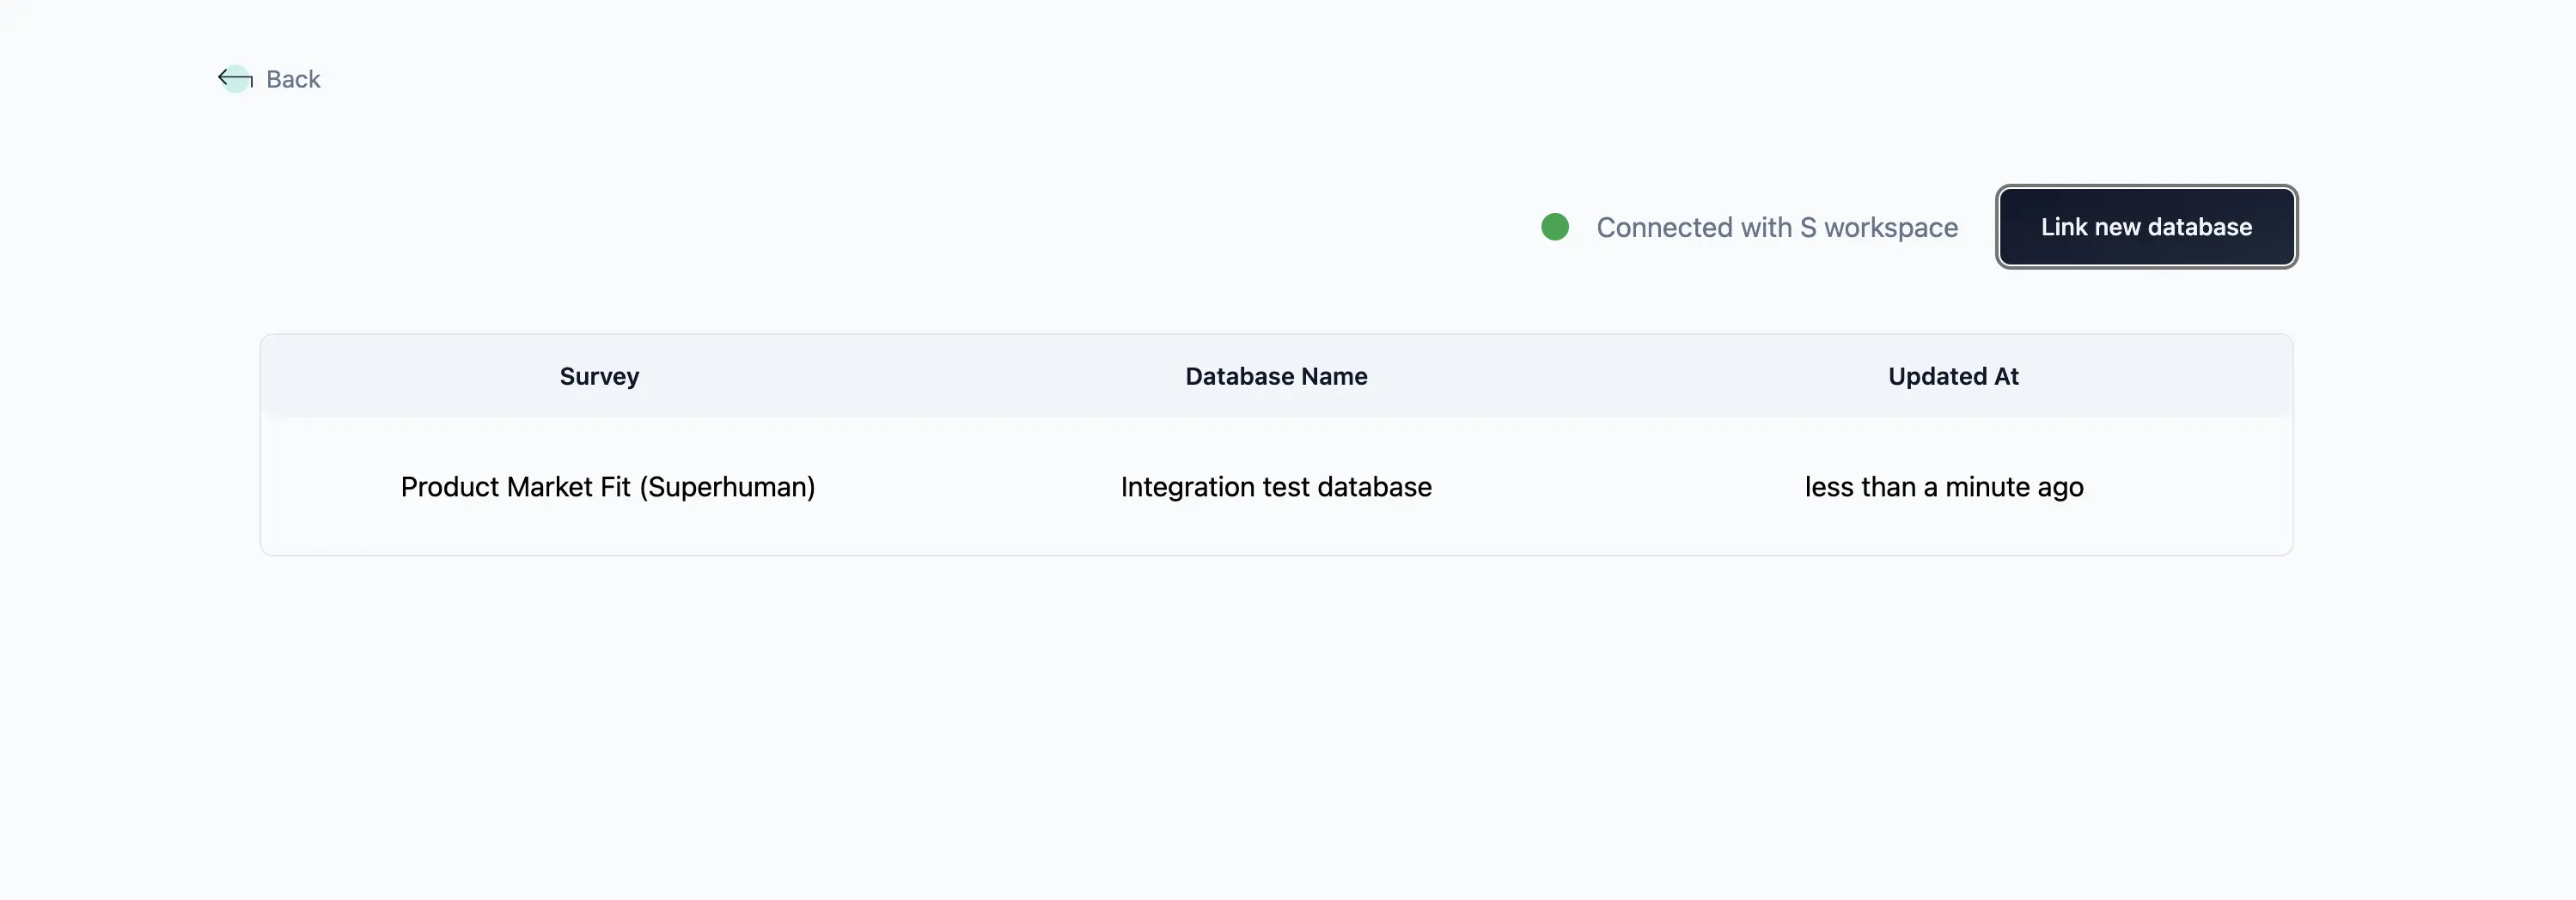 Back
Connected with S workspace
Link new database
Survey Database Name Updated At
Product Market Fit (Superhuman) Integration test database less than a minute ago